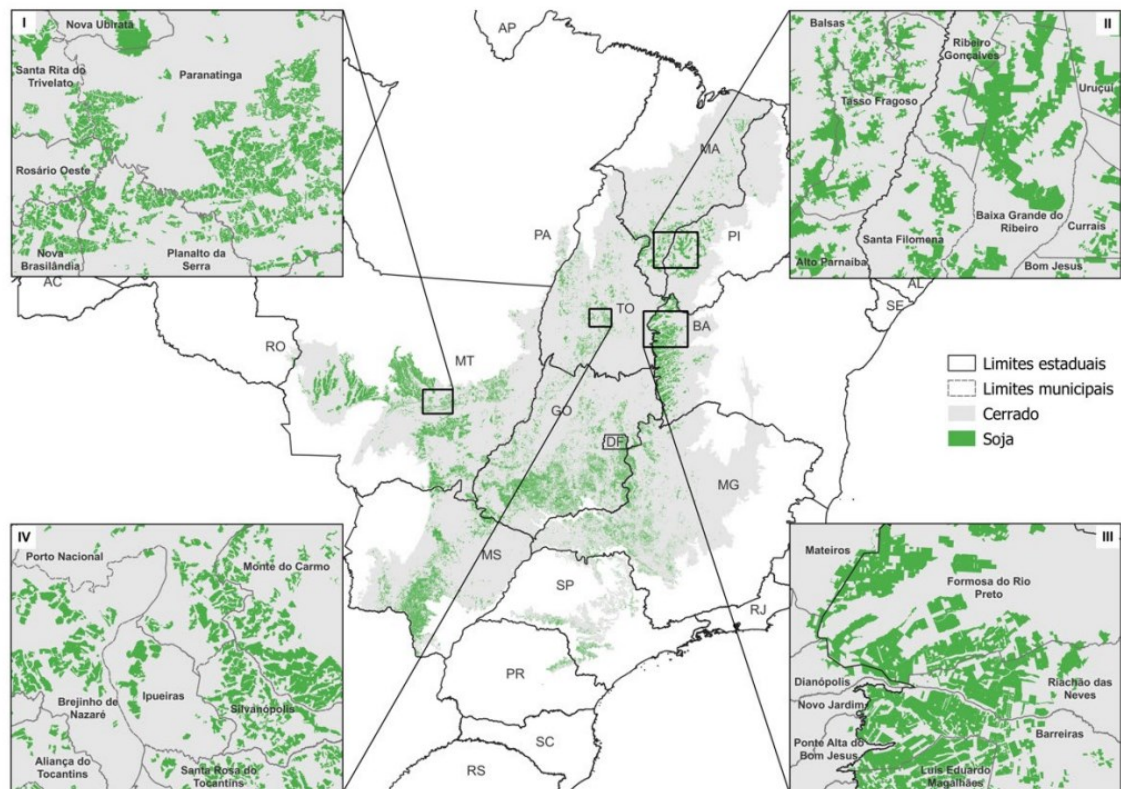 I
Nova Ubiratã
Santa Rita do
Trivelato
Paranatinga
Rosário Oeste
Nova
Brasilândia
Planalto da
Serra
II
Balsas
Ribeiro
Gonçalves
Tasso Fragoso
Uruçuí
Baixa Grande do
Ribeiro
Currais
Santa Filomena
Alto Parnaíba
Bom Jesus
AP
MA
PA
PI
AC
AL
SE
TO
BA
RO
MT
GO
DF
MG
MS
SP
RJ
PR
SC
RS
Limites estaduais
Limites municipais
Cerrado
Soja
IV
Porto Nacional
Monte do Carmo
Brejinho de
Nazaré
Ipueiras
Silvanópolis
Aliança do
Tocantins
Santa Rosa do
Tocantins
III
Mateiros
Formosa do Rio
Preto
Dianópolis
Riachão das
Neves
Novo Jardim
Barreiras
Ponte Alta do
Bom Jesus
Luís Eduardo
Magalhães